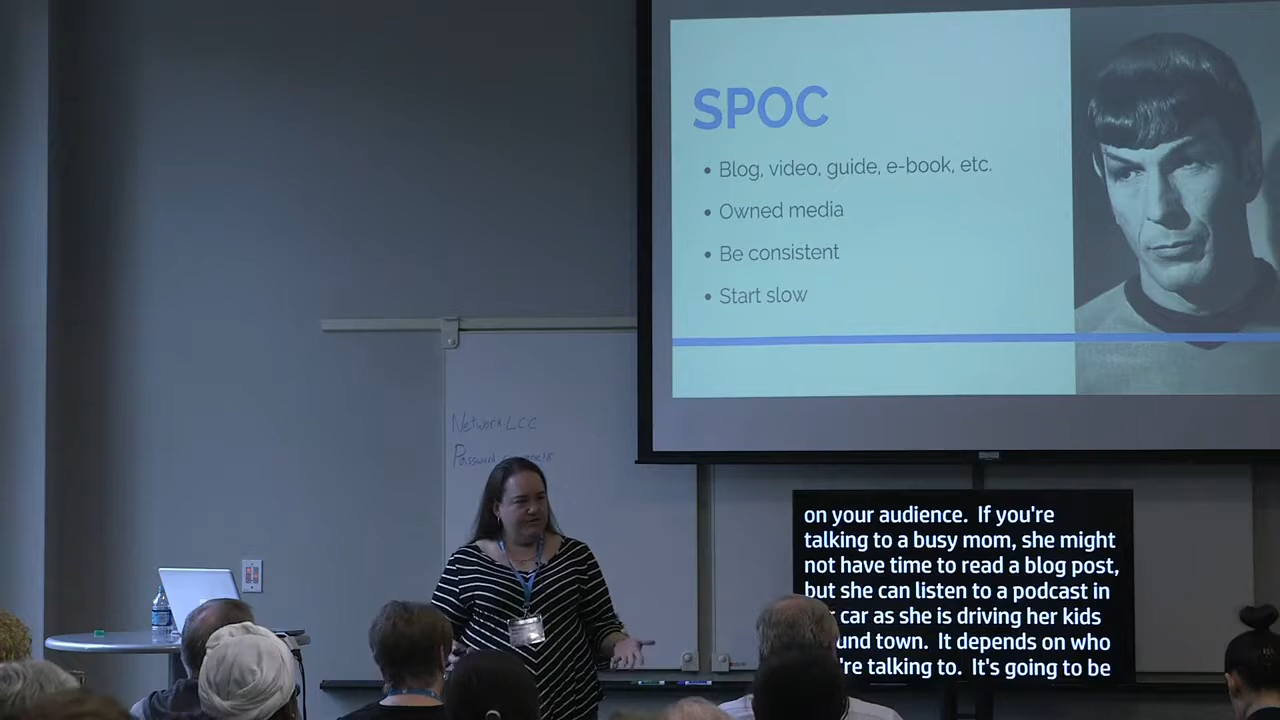 SPOC
• Blog, video, guide, e-book, etc.
• Owned media
• Be consistent
• Start slow
Network: LCC
Password
on your audience. If you're
talking to a busy mom, she might
not have time to read a blog post,
but she can listen to a podcast in
car as she is driving her kids
und town. It depends on who
're talking to. It's going to be